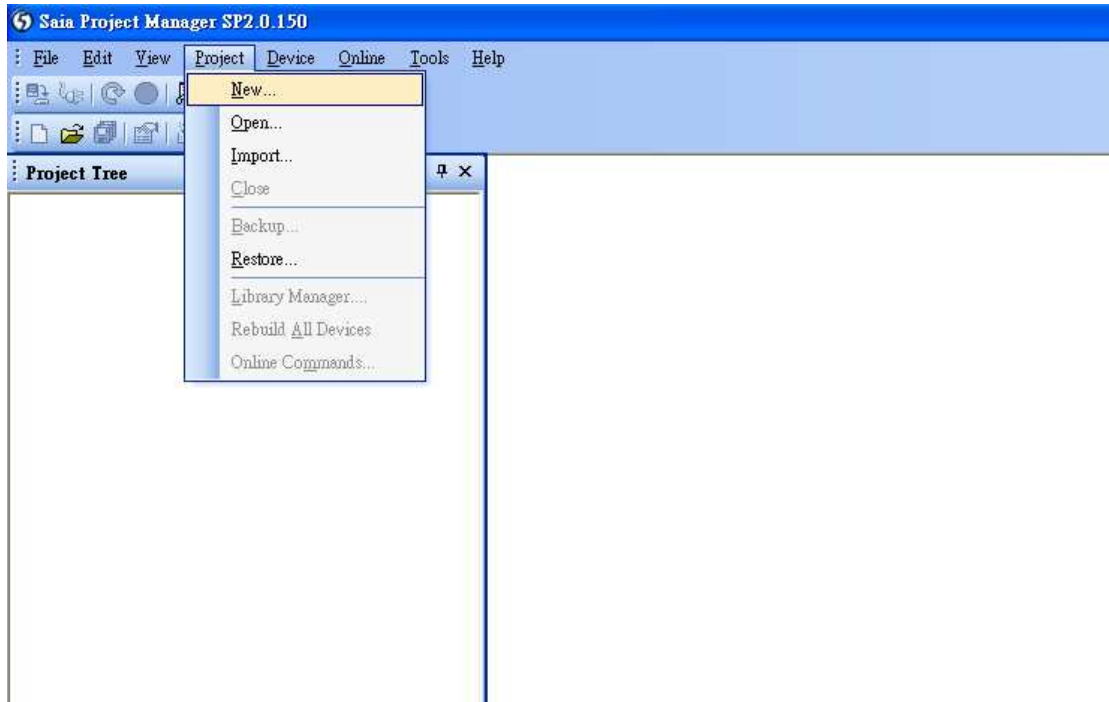 Saia Project Manager SP2.0.150
File Edit View Project Device Online Tools Help
New...
Open...
Import...
Project Tree
Close
Backup...
Restore...
Library Manager....
Rebuild All Devices
Online Commands...